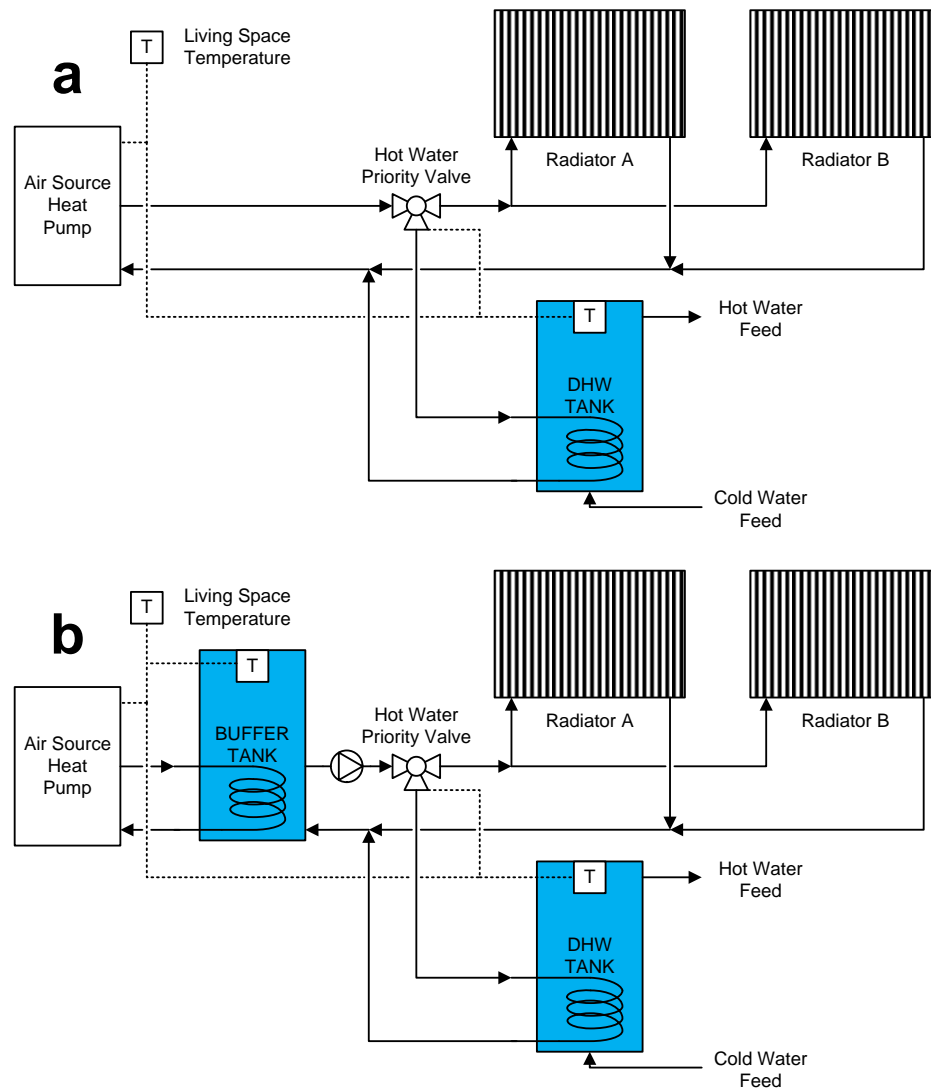 a
T
Living Space
Temperature
Air Source
Heat
Pump
Hot Water
Priority Valve
Radiator A
Radiator B
T
Hot Water
Feed
DHW
TANK
Cold Water
Feed
b
T
Living Space
Temperature
T
Air Source
Heat
Pump
BUFFER
TANK
Hot Water
Priority Valve
Radiator A
Radiator B
T
Hot Water
Feed
DHW
TANK
Cold Water
Feed